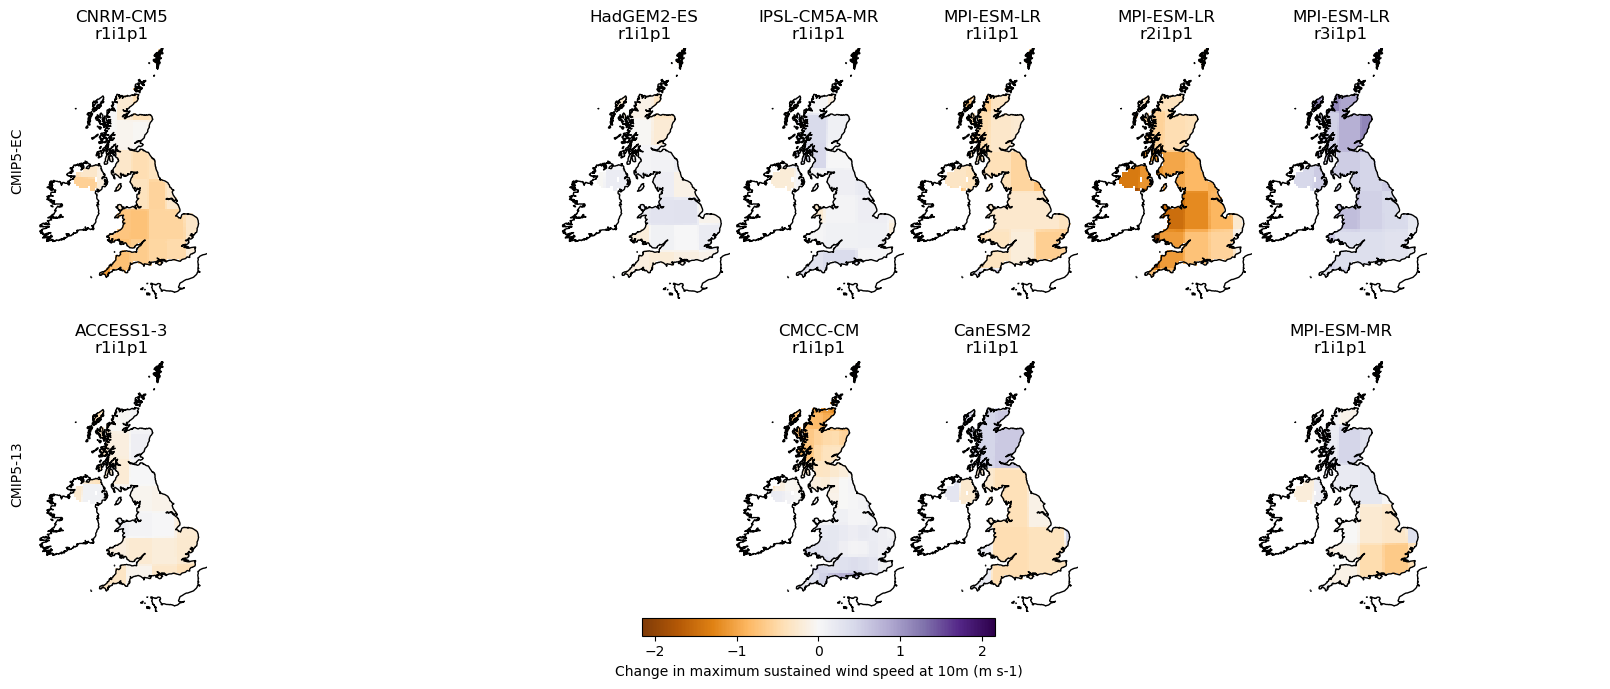 CNRM-CM5
r1i1p1
HadGEM2-ES
r1i1p1
IPSL-CM5A-MR
r1i1p1
MPI-ESM-LR
r1i1p1
MPI-ESM-LR
r2i1p1
MPI-ESM-LR
r3i1p1
CMIP5-EC
ACCESS1-3
r1i1p1
CMCC-CM
r1i1p1
CanESM2
r1i1p1
MPI-ESM-MR
r1i1p1
CMIP5-13
−2 −1 0 1 2
Change in maximum sustained wind speed at 10m (m s-1)